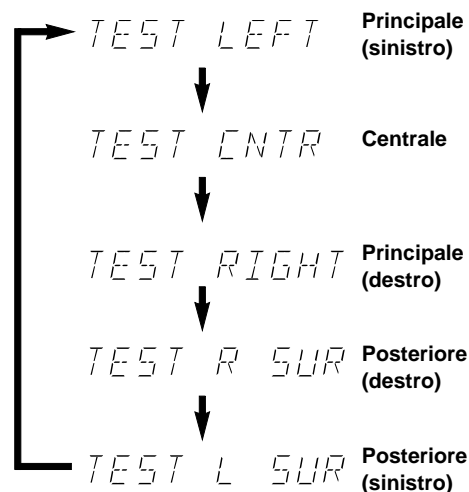 TEST LEFT Principale
(sinistro)
TEST CNTR Centrale
TEST RIGHT Principale
(destro)
TEST R SUR Posteriore
(destro)
TEST L SUR Posteriore
(sinistro)